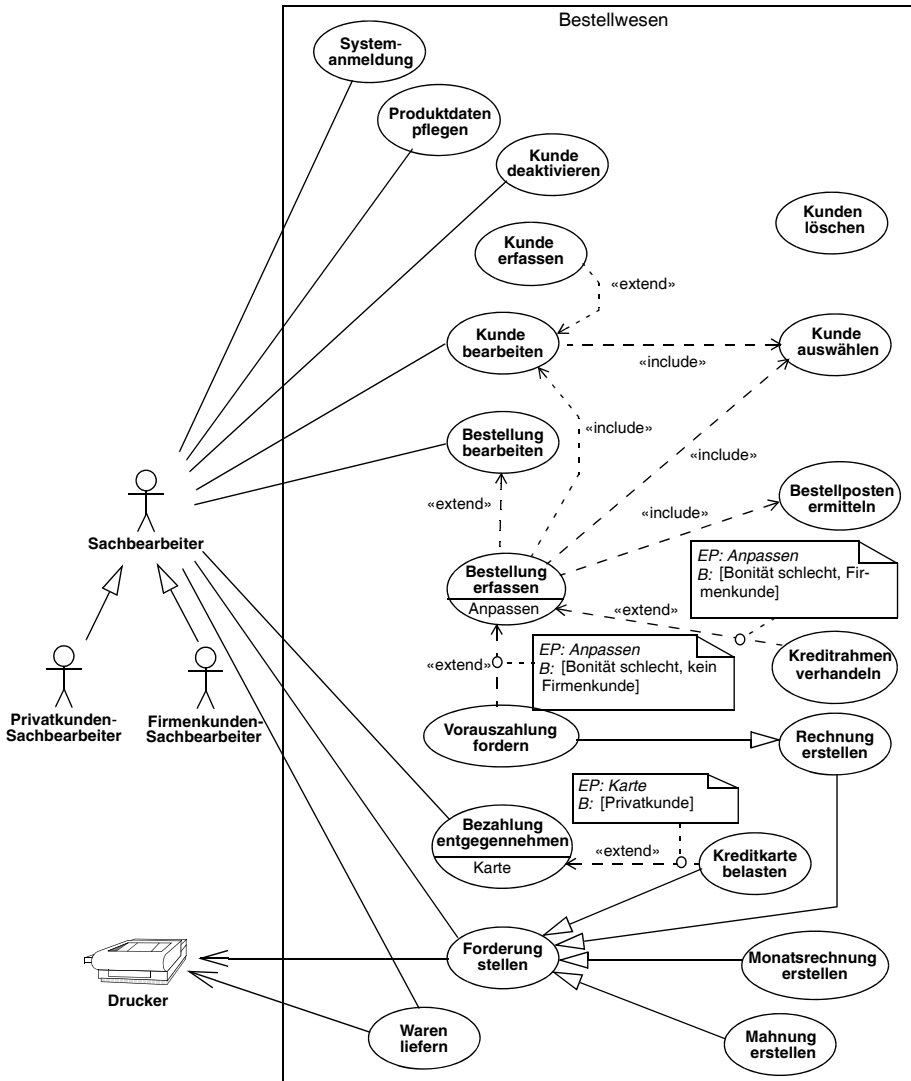 Bestellwesen
System-
anmeldung
Produktdaten
pflegen
Kunde
deaktivieren
Kunden
löschen
Kunde
erfassen
«extend»
Kunde
bearbeiten
Kunde
auswählen
«include»
Bestellung
bearbeiten
«include»
«include»
«extend»
Bestellposten
ermitteln
«include»
Sachbearbeiter
EP: Anpassen
B: [Bonität schlecht, Fir-
menkunde]
Bestellung
erfassen
Anpassen
«extend»
«extend»
EP: Anpassen
B: [Bonität schlecht, kein
Firmenkunde]
Kreditrahmen
verhandeln
Privatkunden-
Sachbearbeiter
Firmenkunden-
Sachbearbeiter
Vorauszahlung
fordern
Rechnung
erstellen
EP: Karte
B: [Privatkunde]
Bezahlung
entgegennehmen
Karte
«extend»
Kreditkarte
belasten
Forderung
stellen
Monatsrechnung
erstellen
Drucker
Waren
liefern
Mahnung
erstellen